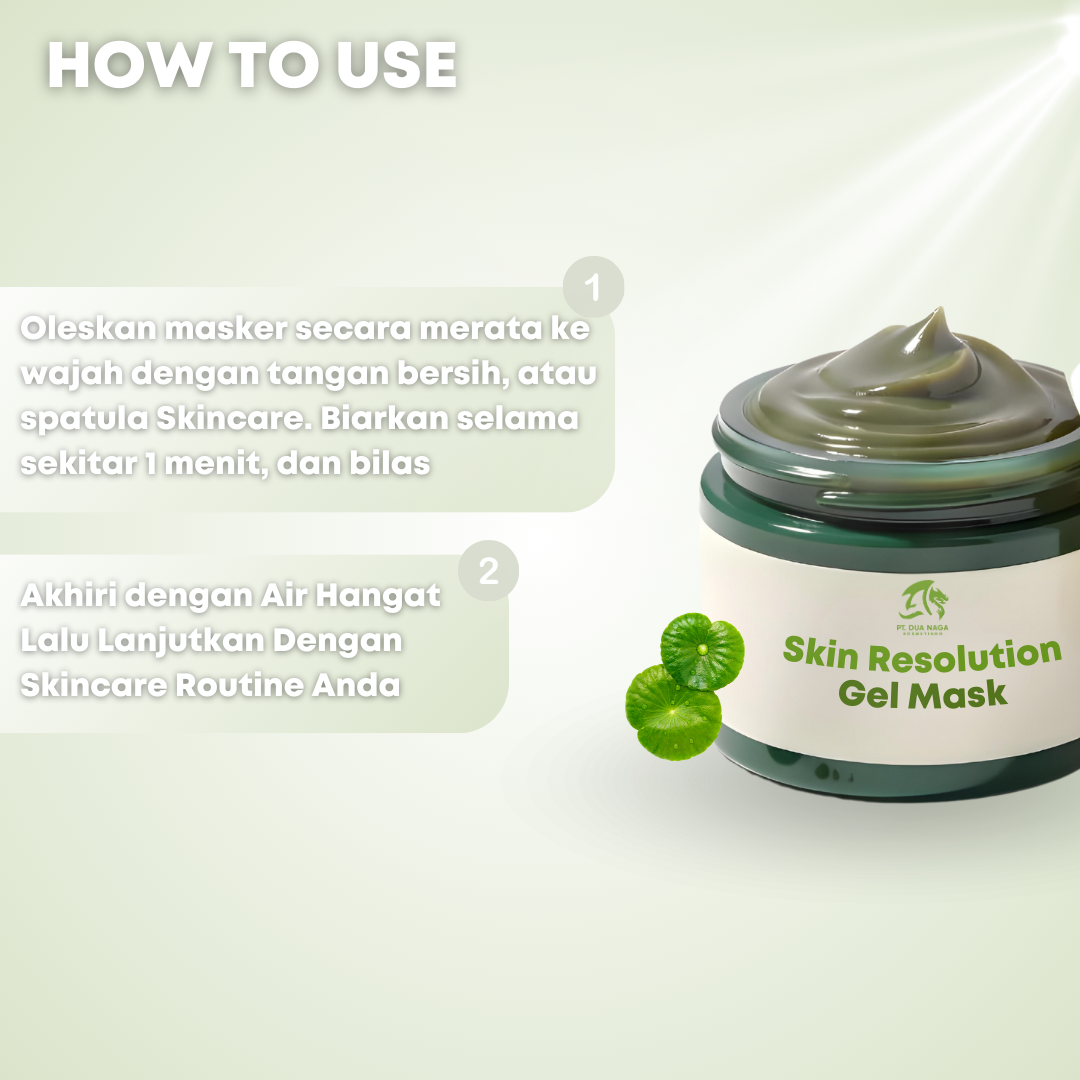 HOW TO USE
1
Oleskan masker secara merata ke
wajah dengan tangan bersih, atau
spatula Skincare. Biarkan selama
sekitar 1 menit, dan bilas
2
Akhiri dengan Air Hangat
Lalu Lanjutkan Dengan
Skincare Routine Anda
PT. DUA NAGA
KOSMETINDO
Skin Resolution
Gel Mask